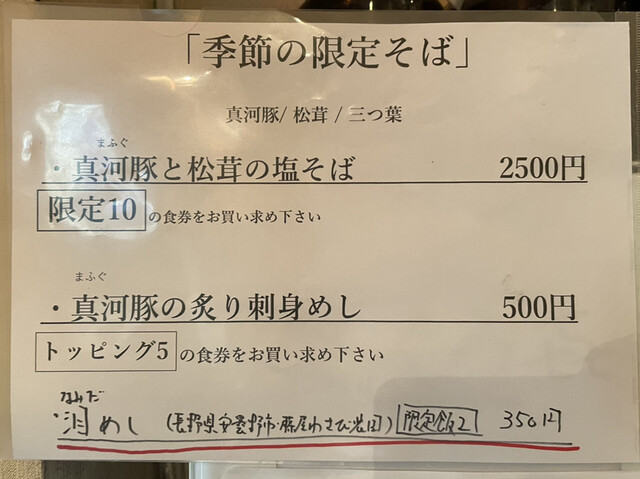 「季節の限定そば」
真河豚/ 松茸 / 三つ葉
まふぐ
・真河豚と松茸の塩そば 2500円
限定10 の食券をお買い求め下さい
まふぐ
・真河豚の炙り刺身めし 500円
トッピング5 の食券をお買い求め下さい
なみだ
・泪めし (長野県安曇野市・藤屋わさび農園) 限定飯2 350円